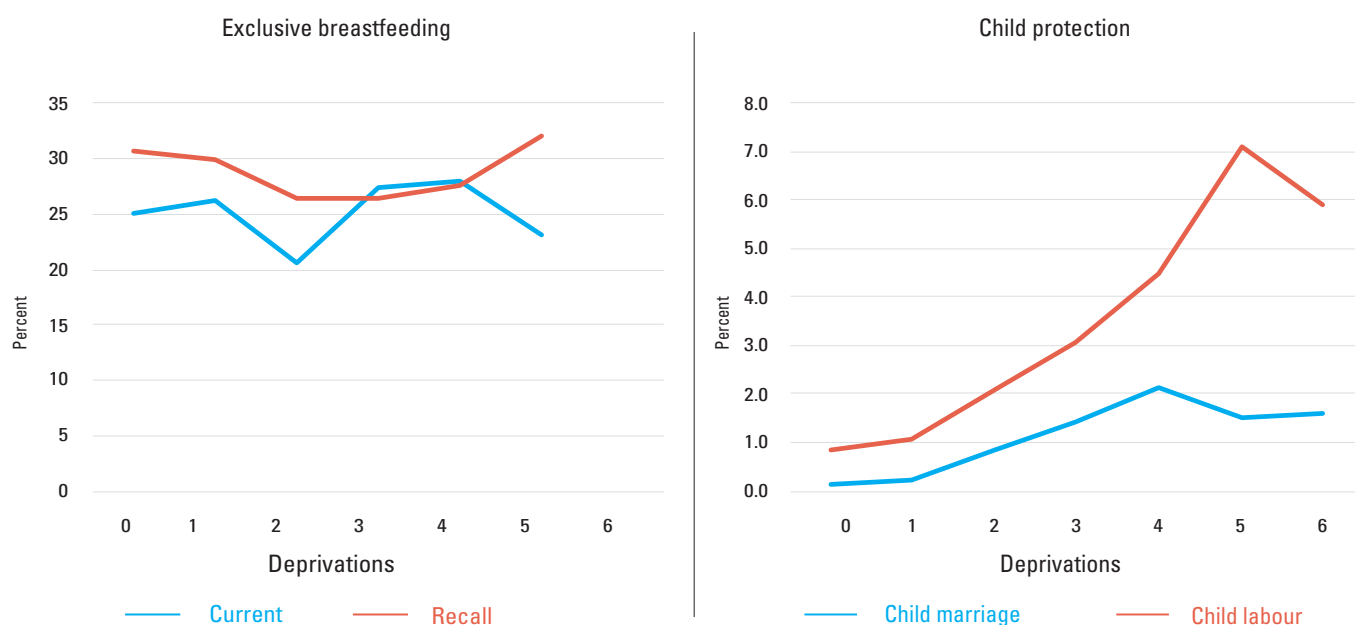 Exclusive breastfeeding
35
30
25
20
15
10
5
0
Percent
0 1 2 3 4 5 6
Deprivations
Current Recall
Child protection
8.0
7.0
6.0
5.0
4.0
3.0
2.0
1.0
0.0
Percent
0 1 2 3 4 5 6
Deprivations
Child marriage Child labour